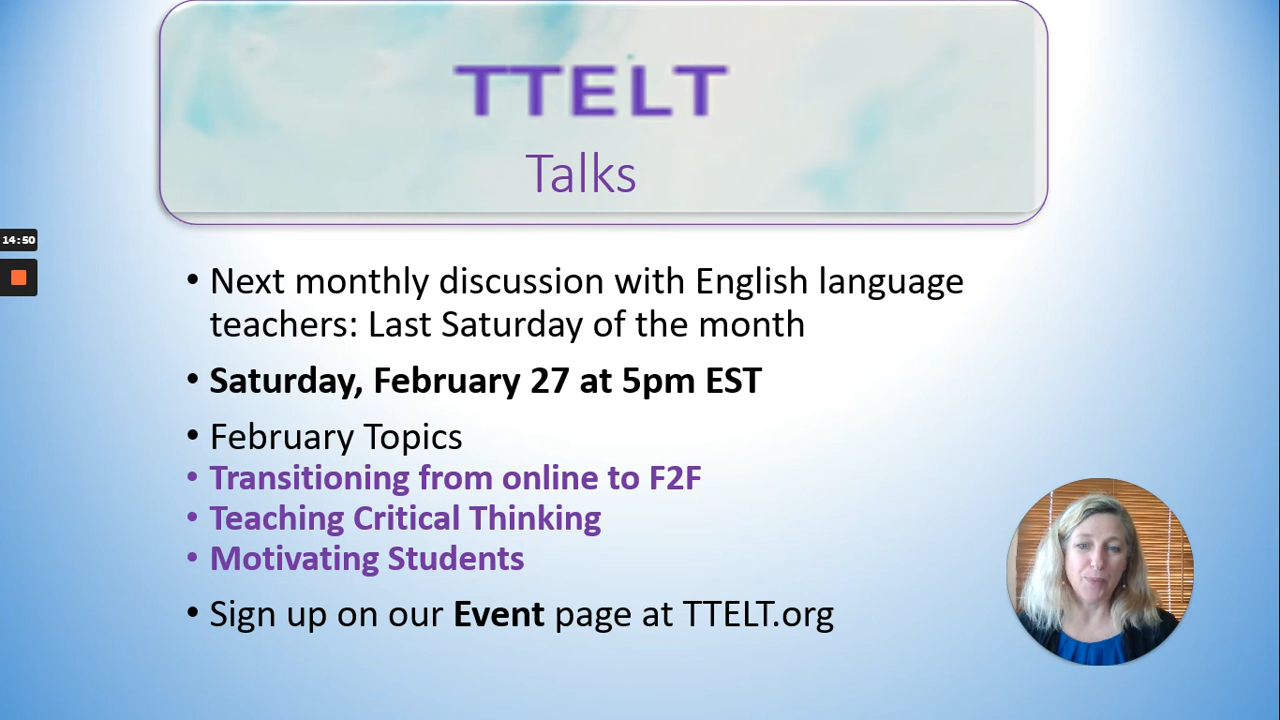 TTELT
Talks
14:50
• Next monthly discussion with English language
teachers: Last Saturday of the month
• Saturday, February 27 at 5pm EST
• February Topics
• Transitioning from online to F2F
• Teaching Critical Thinking
• Motivating Students
• Sign up on our Event page at TTELT.org